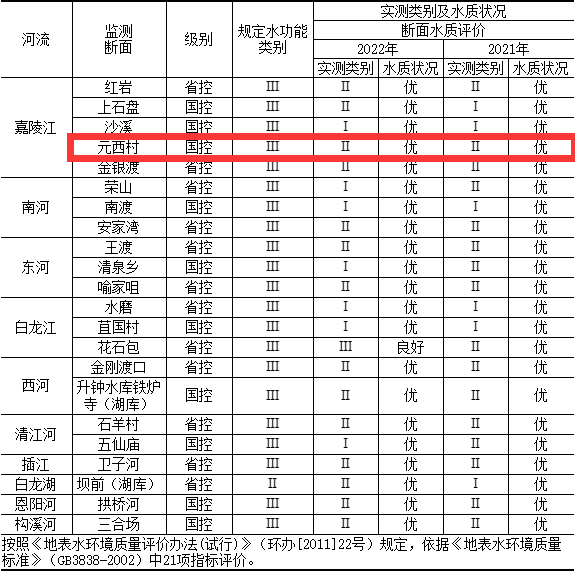 河流 监测断面 级别 规定水功能类别 实测类别及水质状况
断面水质评价
2022年 2021年
实测类别 水质状况 实测类别 水质状况
嘉陵江 红岩 省控 Ⅲ Ⅱ 优 Ⅱ 优
上石盘 国控 Ⅲ Ⅱ 优 Ⅰ 优
沙溪 国控 Ⅲ Ⅰ 优 Ⅰ 优
元西村 国控 Ⅲ Ⅱ 优 Ⅱ 优
金银渡 省控 Ⅲ Ⅱ 优 Ⅱ 优
南河 荣山 省控 Ⅲ Ⅰ 优 Ⅱ 优
南渡 国控 Ⅲ Ⅰ 优 Ⅰ 优
安家湾 省控 Ⅲ Ⅱ 优 Ⅱ 优
东河 王渡 省控 Ⅲ Ⅱ 优 Ⅱ 优
清泉乡 国控 Ⅲ Ⅰ 优 Ⅱ 优
喻家咀 省控 Ⅲ Ⅱ 优 Ⅱ 优
白龙江 水磨 省控 Ⅲ Ⅰ 优 Ⅰ 优
苴国村 国控 Ⅲ Ⅰ 优 Ⅰ 优
花石包 省控 Ⅲ Ⅲ 良好 Ⅱ 优
西河 金刚渡口 省控 Ⅲ Ⅱ 优 Ⅱ 优
升钟水库铁炉寺（湖库） 国控 Ⅲ Ⅱ 优 Ⅱ 优
清江河 石羊村 省控 Ⅲ Ⅱ 优 Ⅱ 优
五仙庙 国控 Ⅲ Ⅰ 优 Ⅱ 优
插江 卫子河 省控 Ⅲ Ⅱ 优 Ⅱ 优
白龙湖 坝前（湖库） 省控 Ⅱ Ⅱ 优 Ⅰ 优
恩阳河 拱桥河 国控 Ⅲ Ⅱ 优 Ⅱ 优
构溪河 三合场 国控 Ⅲ Ⅱ 优 Ⅱ 优
按照《地表水环境质量评价办法(试行)》（环办[2011]22号）规定，依据《地表水环境质量
标准》（GB3838-2002）中21项指标评价。